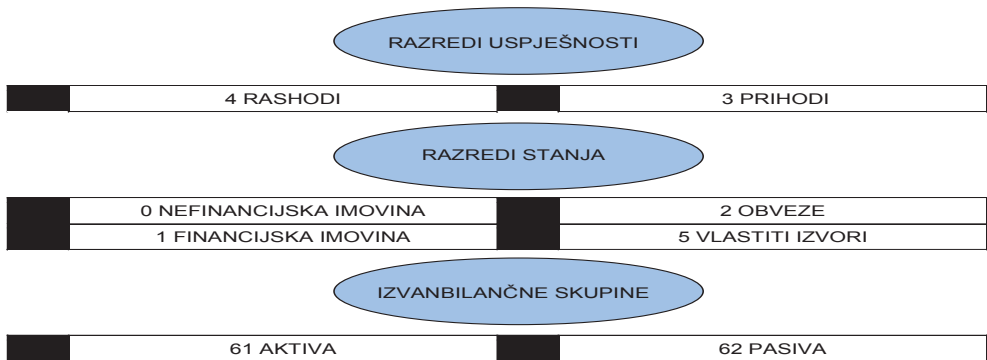 RAZREDI USPJEŠNOSTI
4 RASHODI 3 PRIHODI
RAZREDI STANJA
0 NEFINANCIJSKA IMOVINA 2 OBVEZE
1 FINANCIJSKA IMOVINA 5 VLASTITI IZVORI
IZVANBILANČNE SKUPINE
61 AKTIVA 62 PASIVA